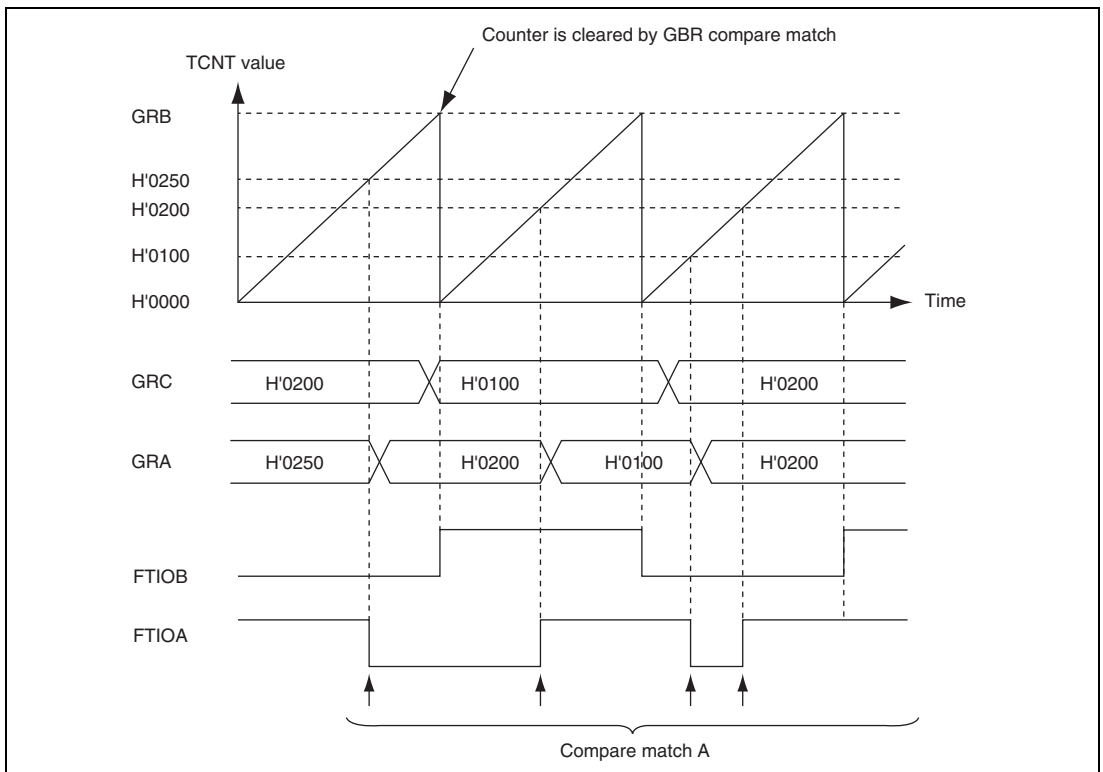 Counter is cleared by GBR compare match
TCNT value
GRB
H'0250
H'0200
H'0100
H'0000
Time
GRC
H'0200
H'0100
H'0200
GRA
H'0250
H'0200
H'0100
H'0200
FTIOB
FTIOA
Compare match A